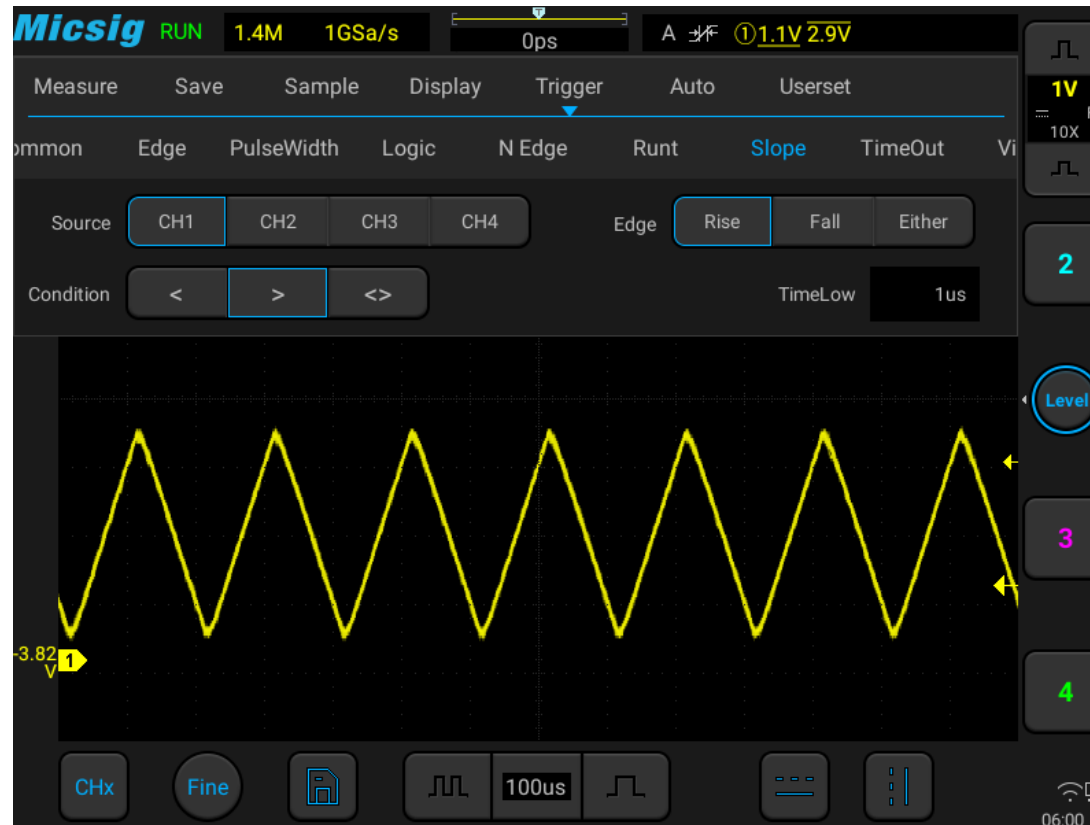 Micsig RUN 1.4M 1GSa/s T 0ps A 1 1.1V 2.9V
Measure Save Sample Display Trigger Auto Userset
1V
10X
ommon Edge PulseWidth Logic N Edge Runt Slope TimeOut Vi
Source CH1 CH2 CH3 CH4 Edge Rise Fall Either
2
Condition < > <> TimeLow 1us
Level
3
-3.82
V
1
4
CHx Fine 100us
06:00